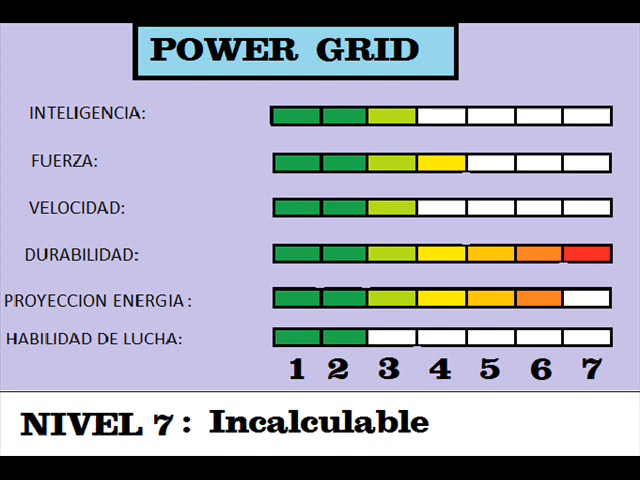 POWER GRID
INTELIGENCIA:
FUERZA:
VELOCIDAD:
DURABILIDAD:
PROYECCION ENERGIA :
HABILIDAD DE LUCHA:
1 2 3 4 5 6 7
NIVEL 7 : Incalculable